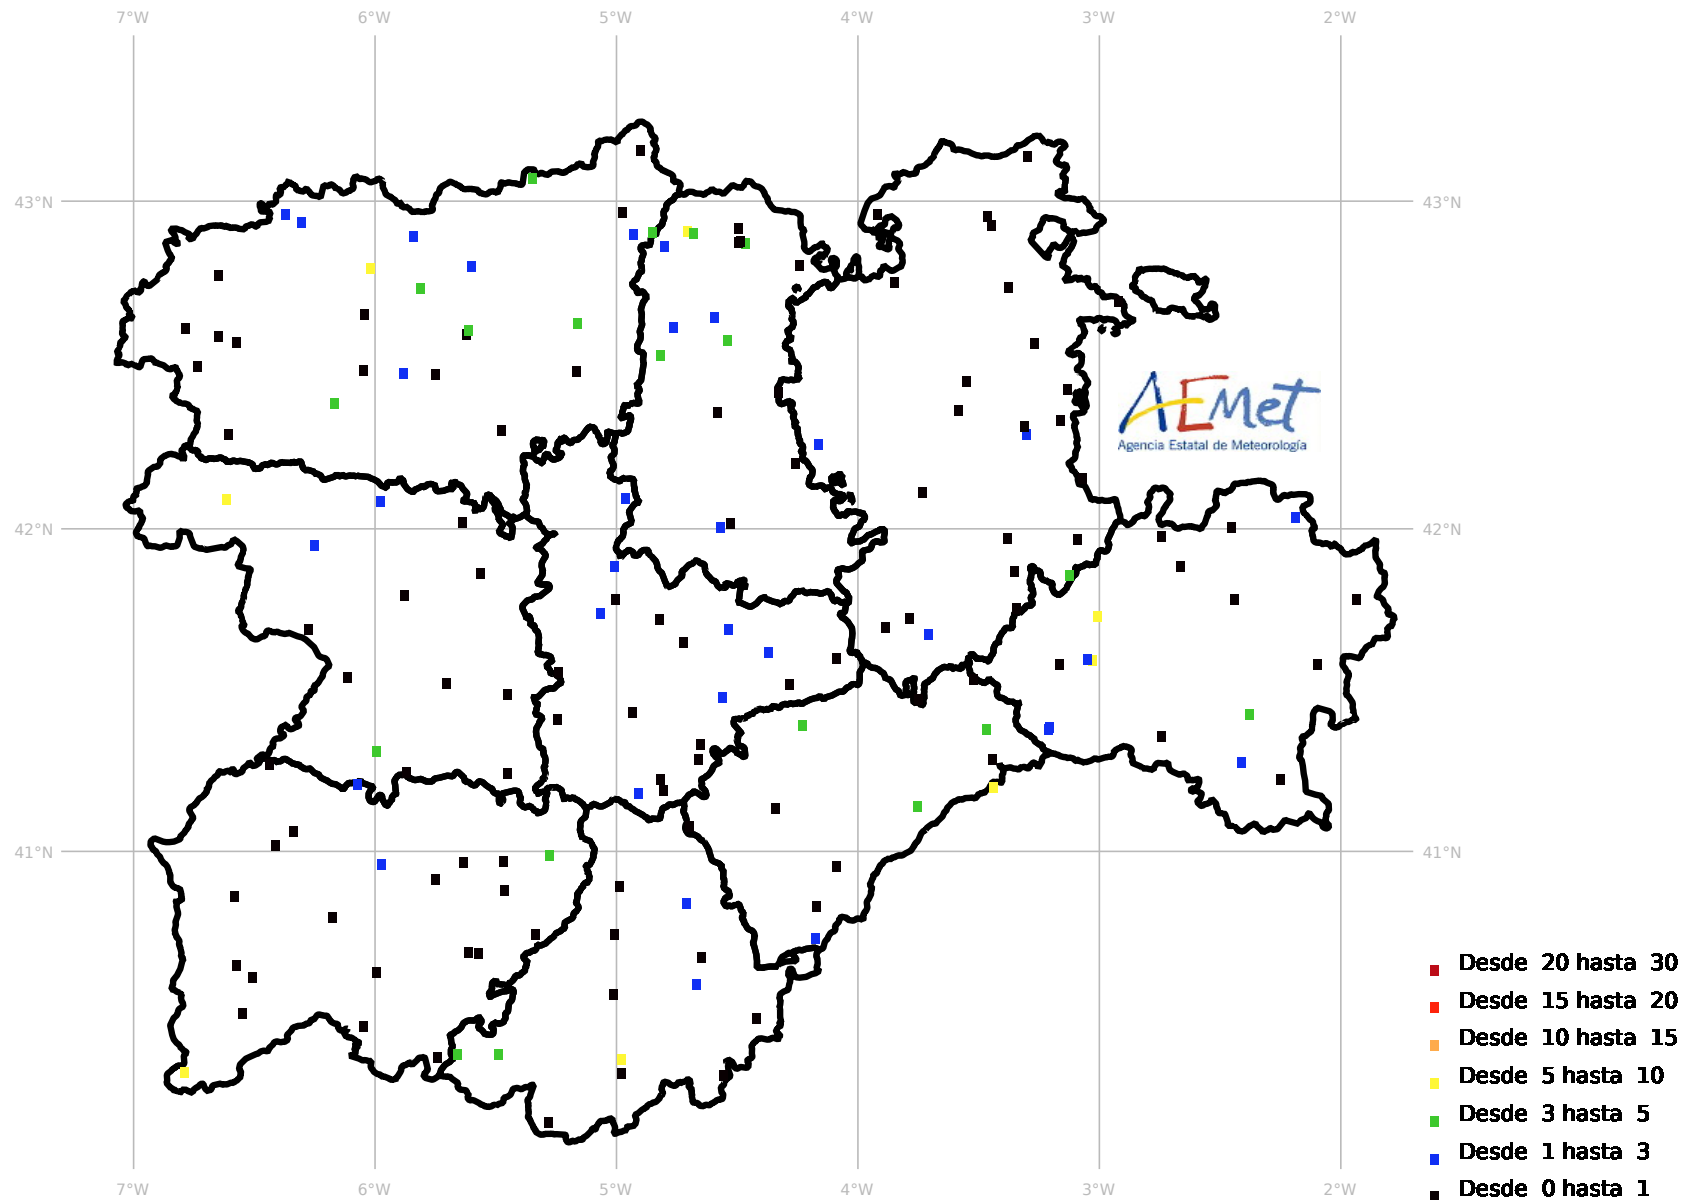 7°W 6°W 5°W 4°W 3°W 2°W
43°N 43°N
AEMet
Agencia Estatal de Meteorología
42°N 42°N
41°N 41°N
Desde 20 hasta 30
Desde 15 hasta 20
Desde 10 hasta 15
Desde 5 hasta 10
Desde 3 hasta 5
Desde 1 hasta 3
Desde 0 hasta 1
7°W 6°W 5°W 4°W 3°W 2°W